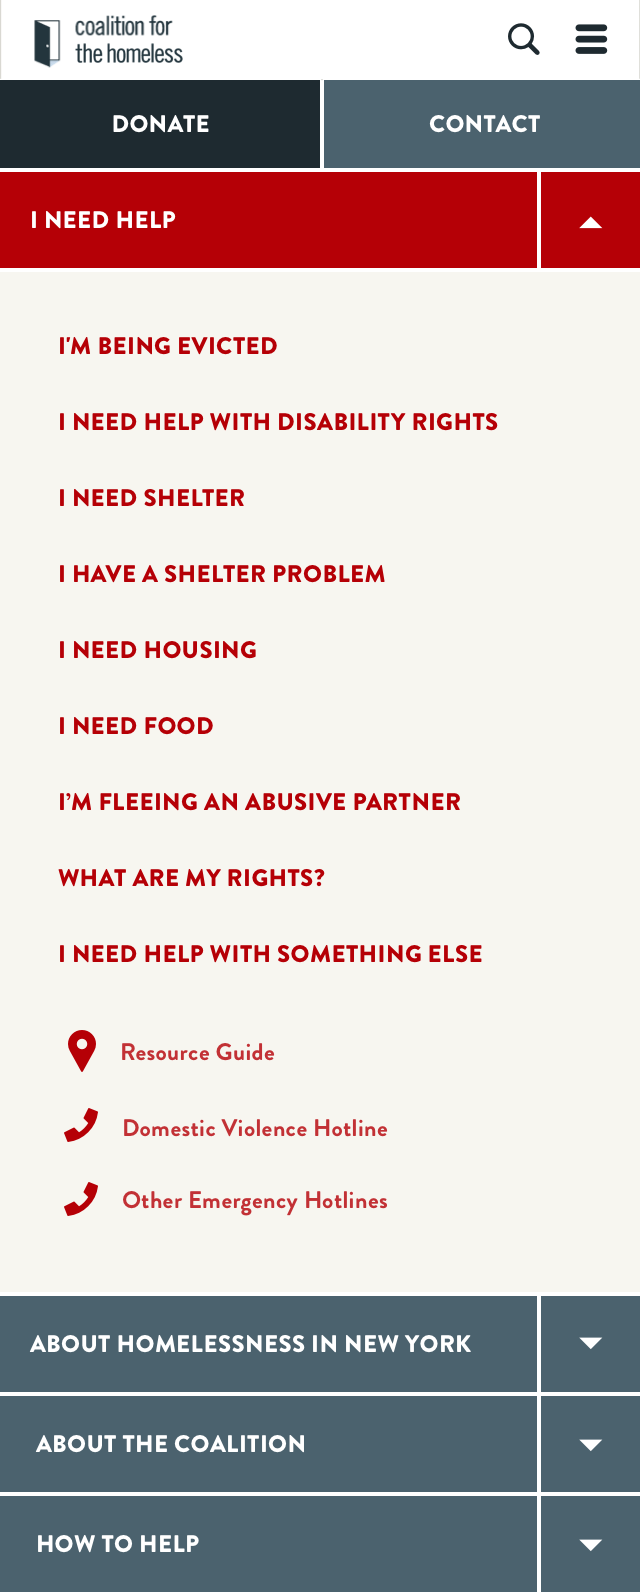 coalition for
the homeless
DONATE
CONTACT
I NEED HELP
I'M BEING EVICTED
I NEED HELP WITH DISABILITY RIGHTS
I NEED SHELTER
I HAVE A SHELTER PROBLEM
I NEED HOUSING
I NEED FOOD
I’M FLEEING AN ABUSIVE PARTNER
WHAT ARE MY RIGHTS?
I NEED HELP WITH SOMETHING ELSE
Resource Guide
Domestic Violence Hotline
Other Emergency Hotlines
ABOUT HOMELESSNESS IN NEW YORK
ABOUT THE COALITION
HOW TO HELP